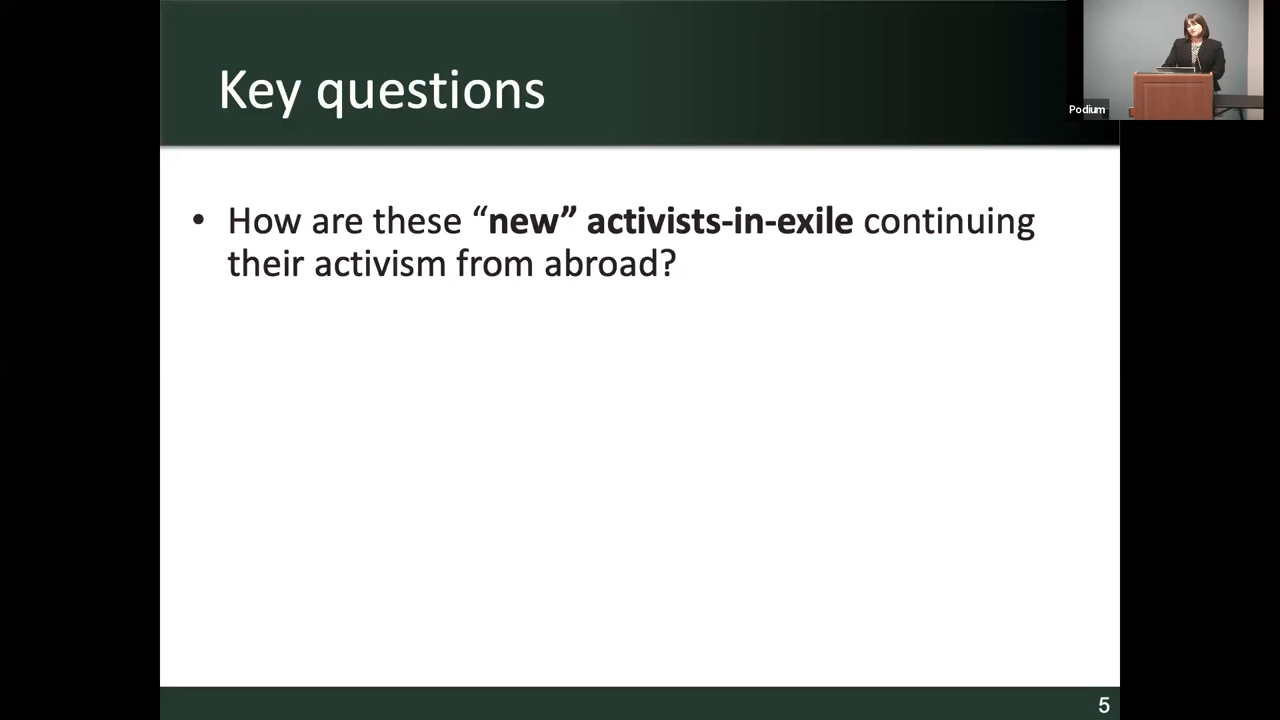 Key questions
Podium
• How are these “new” activists-in-exile continuing
their activism from abroad?
5